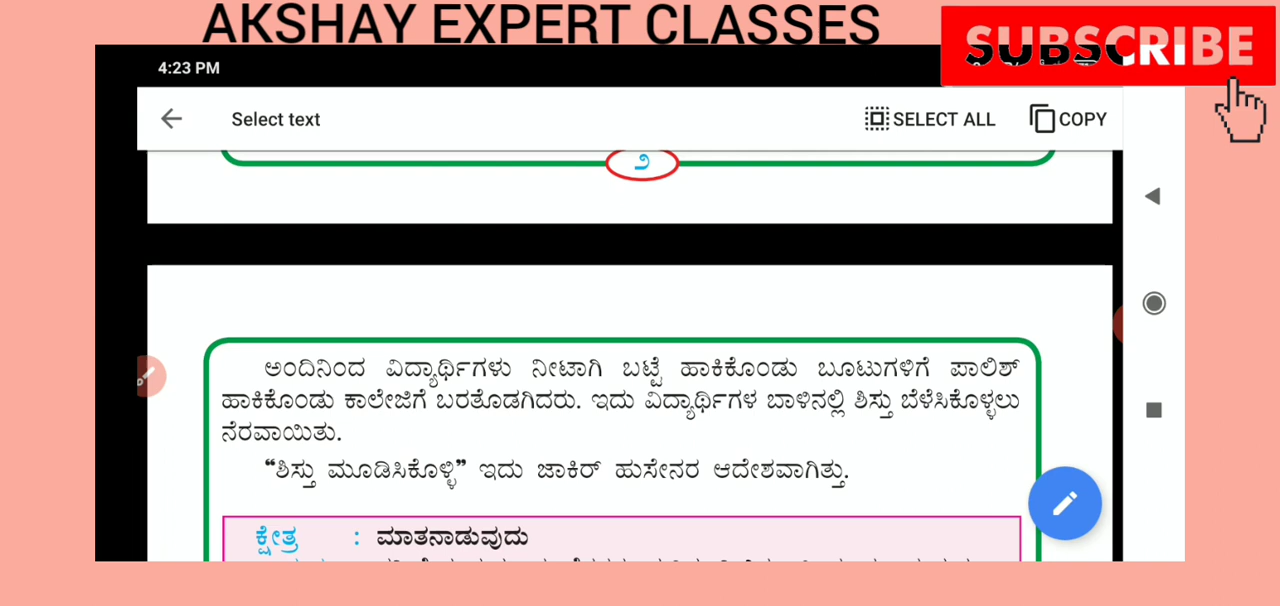 AKSHAY EXPERT CLASSES
SUBSCRIBE
4:23 PM
Select text
SELECT ALL
COPY
೨
ಅಂದಿನಿಂದ ವಿದ್ಯಾರ್ಥಿಗಳು ನೀಟಾಗಿ ಬಟ್ಟೆ ಹಾಕಿಕೊಂಡು ಬೂಟುಗಳಿಗೆ ಪಾಲಿಶ್
ಹಾಕಿಕೊಂಡು ಕಾಲೇಜಿಗೆ ಬರತೊಡಗಿದರು. ಇದು ವಿದ್ಯಾರ್ಥಿಗಳ ಬಾಳಿನಲ್ಲಿ ಶಿಸ್ತು ಬೆಳೆಸಿಕೊಳ್ಳಲು
ನೆರವಾಯಿತು.
“ಶಿಸ್ತು ಮೂಡಿಸಿಕೊಳ್ಳಿ” ಇದು ಜಾಕಿರ್ ಹುಸೇನರ ಆದೇಶವಾಗಿತ್ತು.
ಕ್ಷೇತ್ರ : ಮಾತನಾಡುವುದು